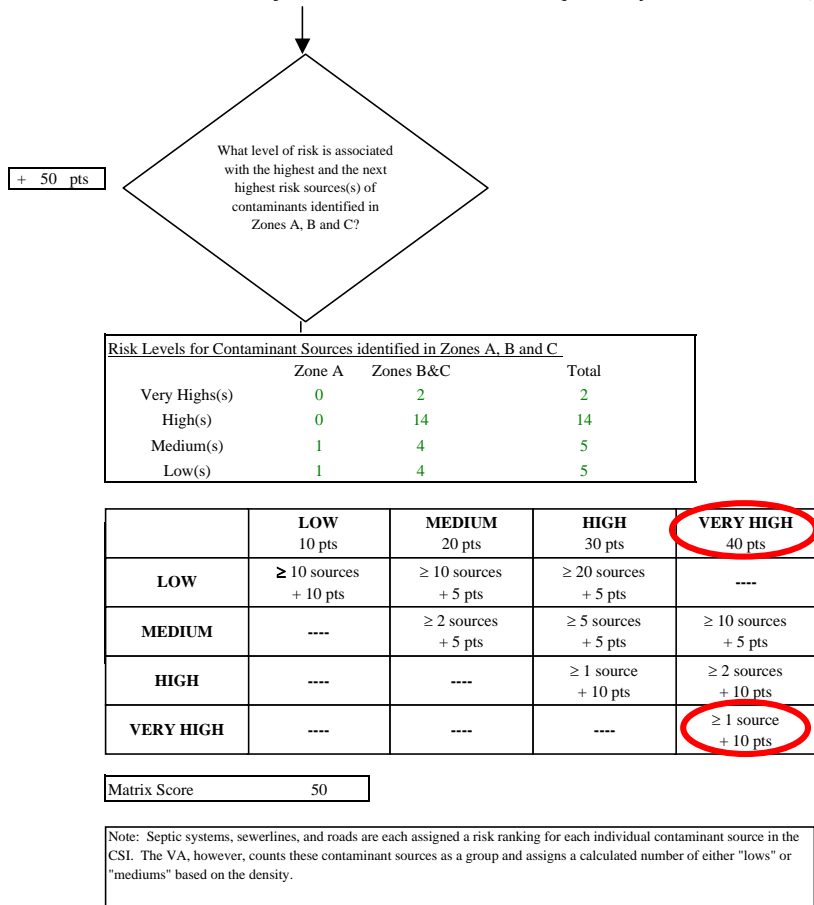 What level of risk is associated
with the highest and the next
highest risk sources(s) of
contaminants identified in
Zones A, B and C?
+ 50 pts
Risk Levels for Contaminant Sources identified in Zones A, B and C
Zone A Zones B&C Total
Very Highs(s) 0 2 2
High(s) 0 14 14
Medium(s) 1 4 5
Low(s) 1 4 5
LOW MEDIUM HIGH VERY HIGH
10 pts 20 pts 30 pts 40 pts
LOW ≥ 10 sources ≥ 10 sources ≥ 20 sources ----
+ 10 pts + 5 pts + 5 pts
MEDIUM ---- ≥ 2 sources ≥ 5 sources ≥ 10 sources
+ 5 pts + 5 pts + 5 pts
HIGH ---- ---- ≥ 1 source ≥ 2 sources
+ 10 pts + 10 pts
VERY HIGH ---- ---- ---- ≥ 1 source
+ 10 pts
Matrix Score 50
Note: Septic systems, sewerlines, and roads are each assigned a risk ranking for each individual contaminant source in the
CSI. The VA, however, counts these contaminant sources as a group and assigns a calculated number of either "lows" or
"mediums" based on the density.